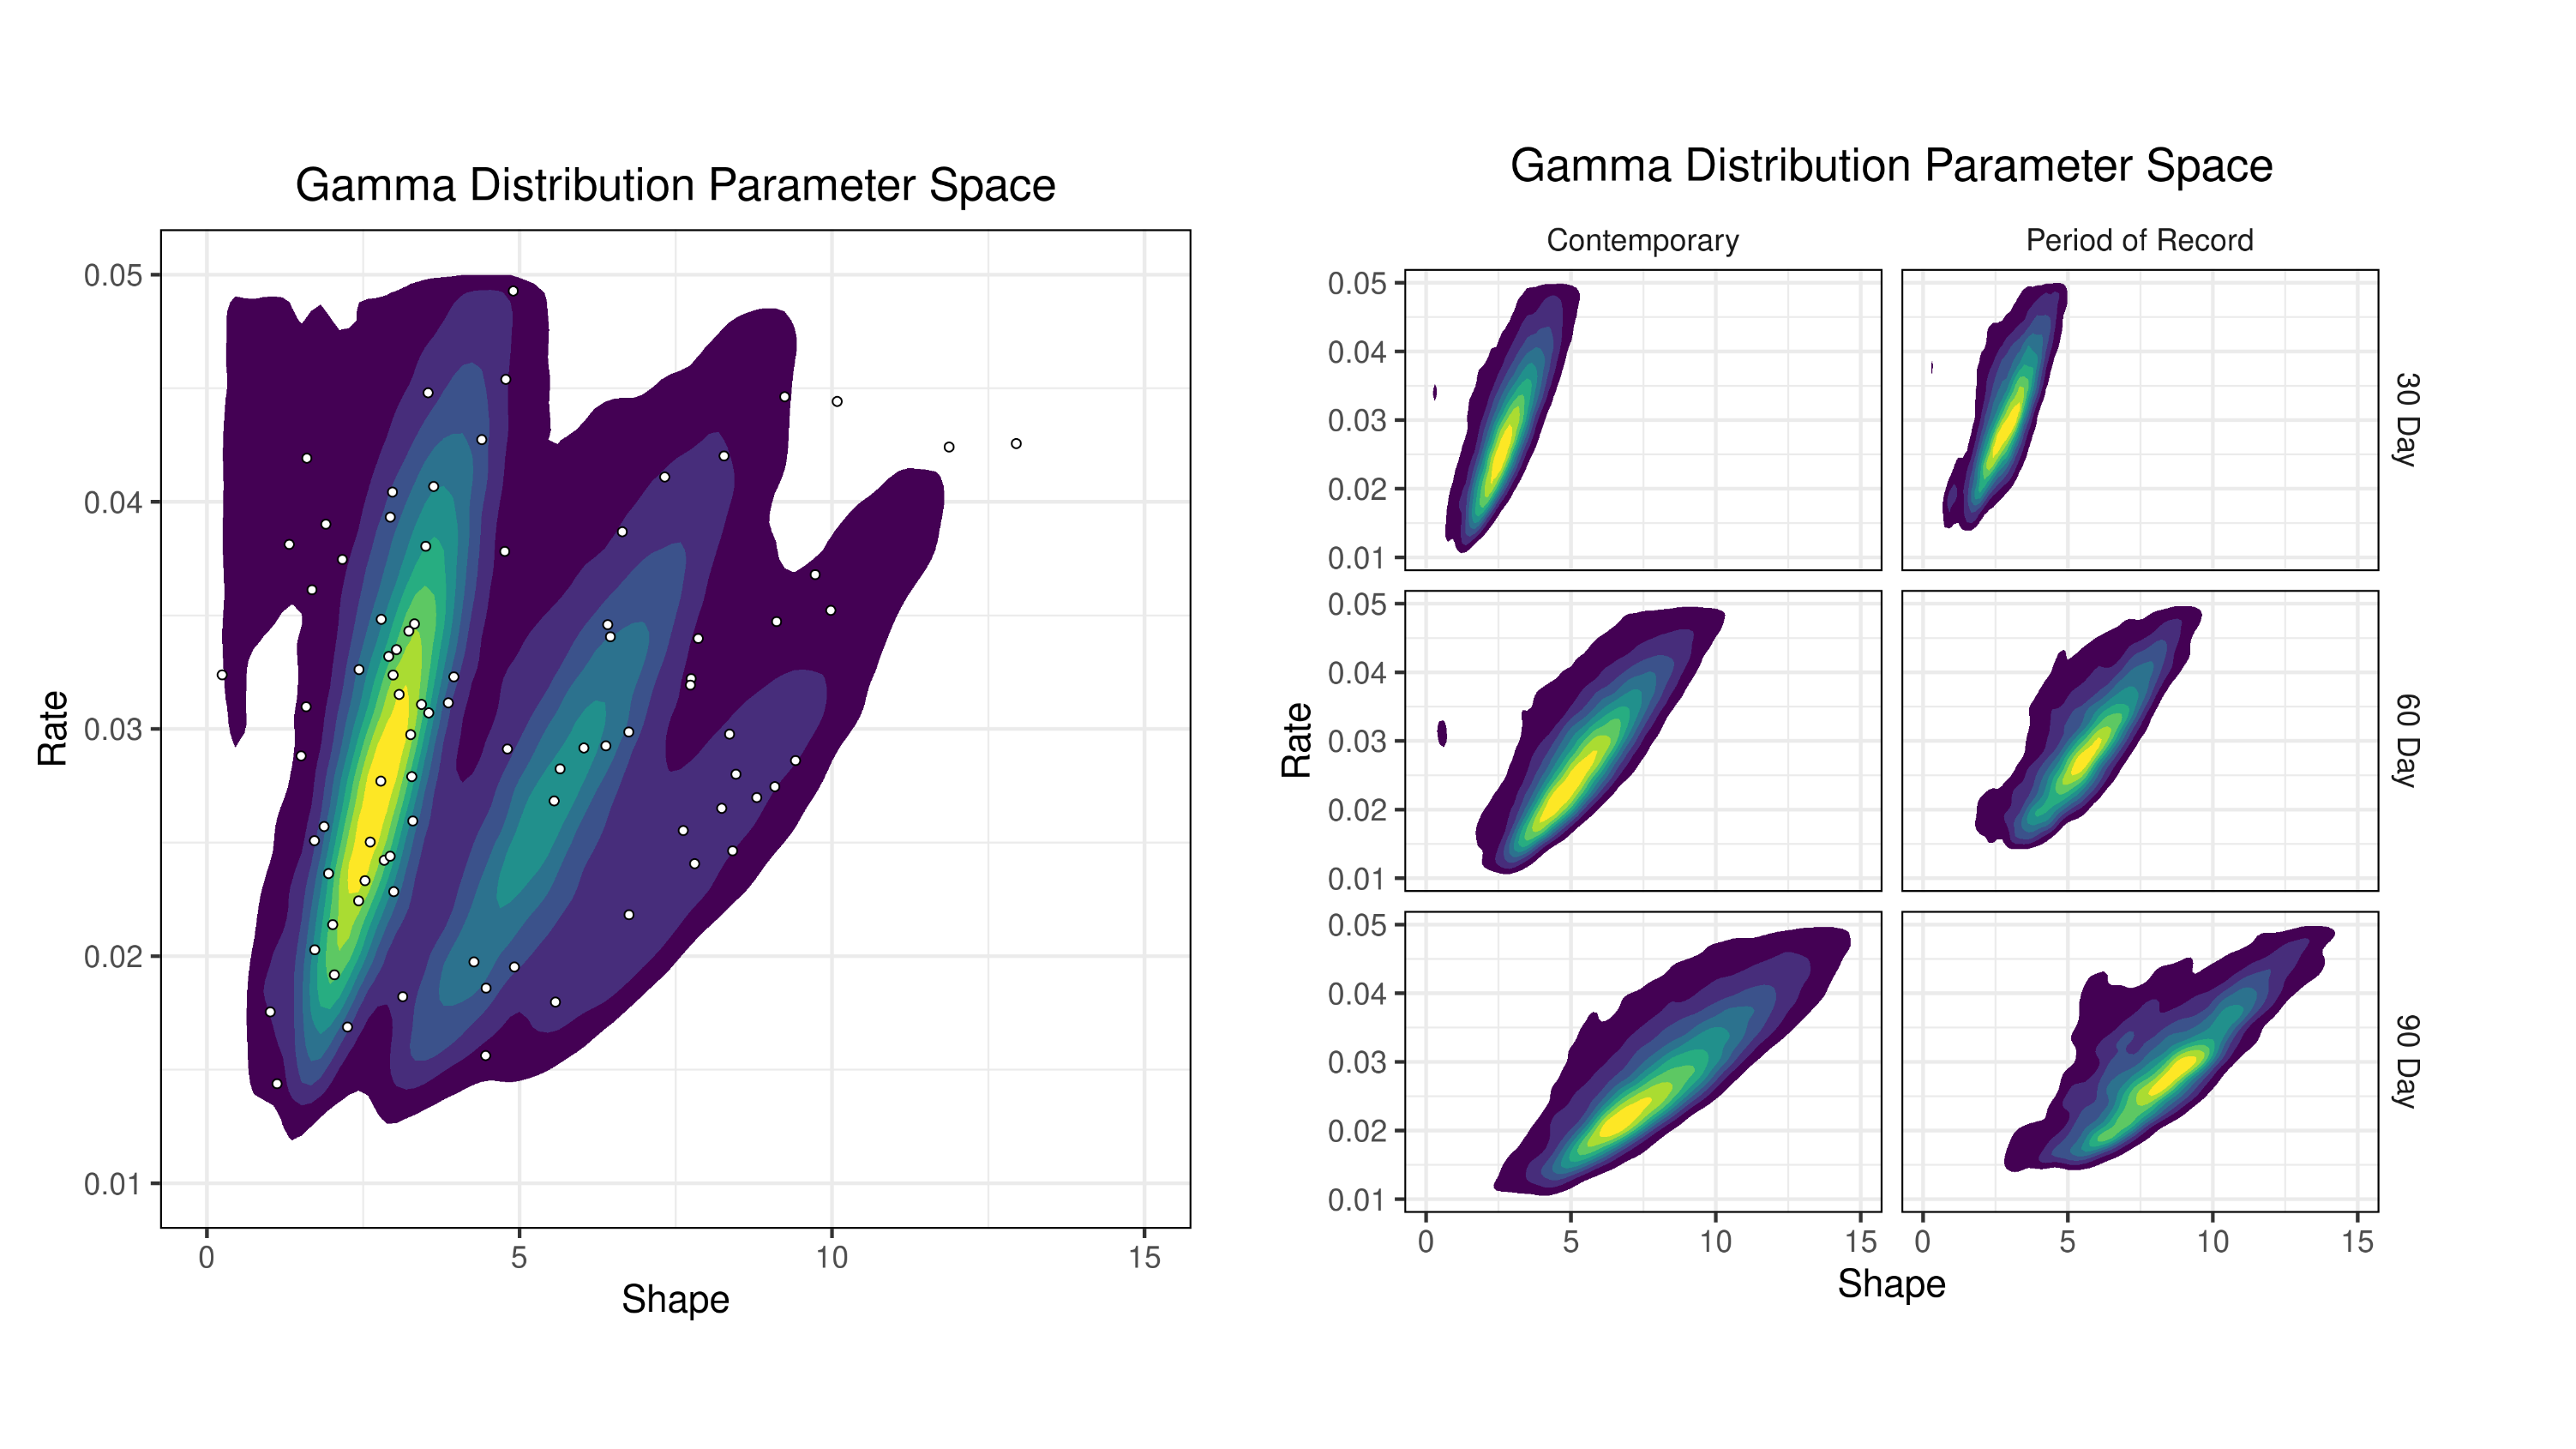 Gamma Distribution Parameter Space
0.05
0.04
0.03
0.02
0.01
Rate
0 5 10 15
Shape
Gamma Distribution Parameter Space
Contemporary Period of Record
0.05
0.04
0.03
0.02
0.01
30 Day
0.05
0.04
0.03
0.02
0.01
60 Day
Rate
0.05
0.04
0.03
0.02
0.01
90 Day
0 5 10 15 0 5 10 15
Shape